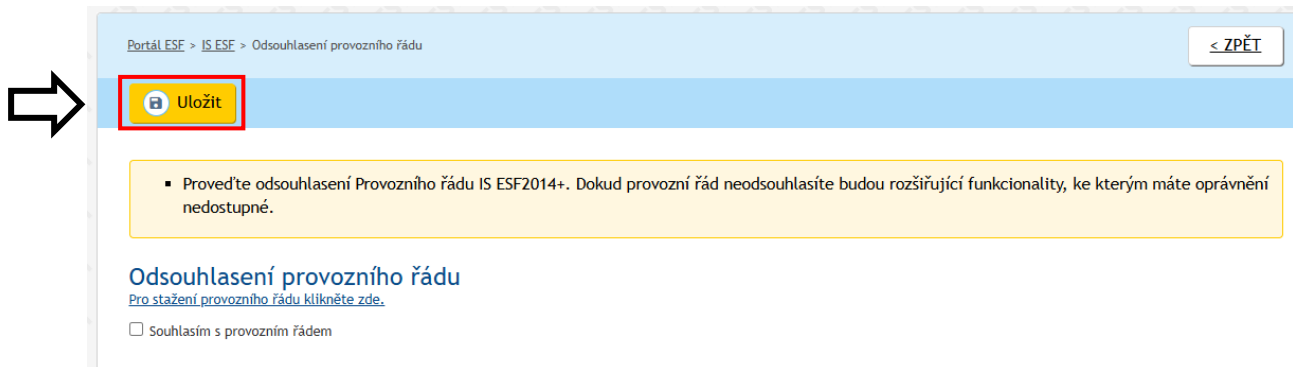 Portál ESF > IS ESF > Odsouhlasení provozního řádu
< ZPĚT
Uložit
▪ Proveďte odsouhlasení Provozního řádu IS ESF2014+. Dokud provozní řád neodsouhlasíte budou rozšiřující funkcionality, ke kterým máte oprávnění
nedostupné.
Odsouhlasení provozního řádu
Pro stažení provozního řádu klikněte zde.
Souhlasím s provozním řádem